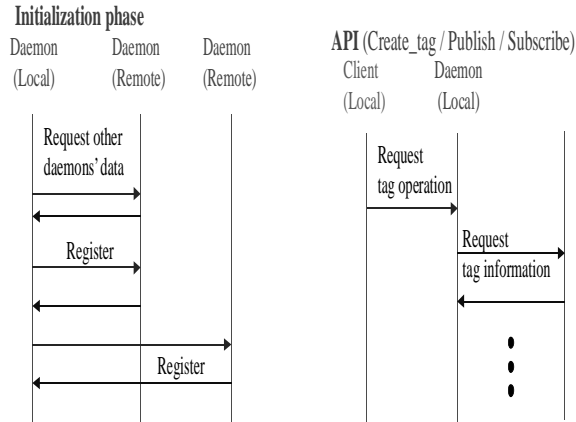 Initialization phase
Daemon Daemon Daemon
(Local) (Remote) (Remote)
Request other
daemons' data
Register
Register
API (Create_tag / Publish / Subscribe)
Client Daemon
(Local) (Local)
Request
tag operation
Request
tag information